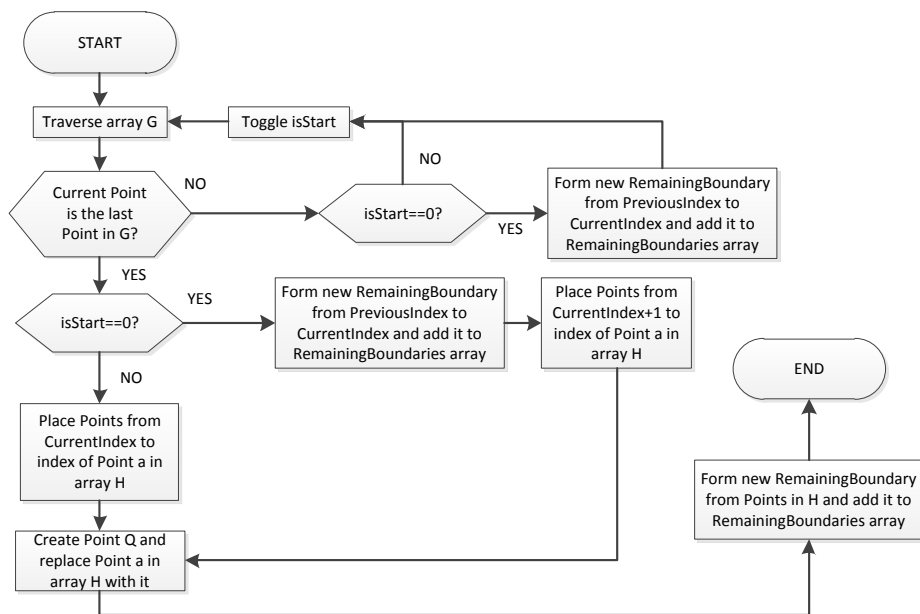 START
Traverse array G
Toggle isStart
NO
NO
Current Point
is the last
Point in G?
isStart==0?
YES
Form new RemainingBoundary
from PreviousIndex to
CurrentIndex and add it to
RemainingBoundaries array
YES
YES
isStart==0?
Form new RemainingBoundary
from PreviousIndex to
CurrentIndex and add it to
RemainingBoundaries array
Place Points from
CurrentIndex+1 to
index of Point a in
array H
NO
END
Place Points from
CurrentIndex to
index of Point a in
array H
Form new RemainingBoundary
from Points in H and add it to
RemainingBoundaries array
Create Point Q and
replace Point a in
array H with it